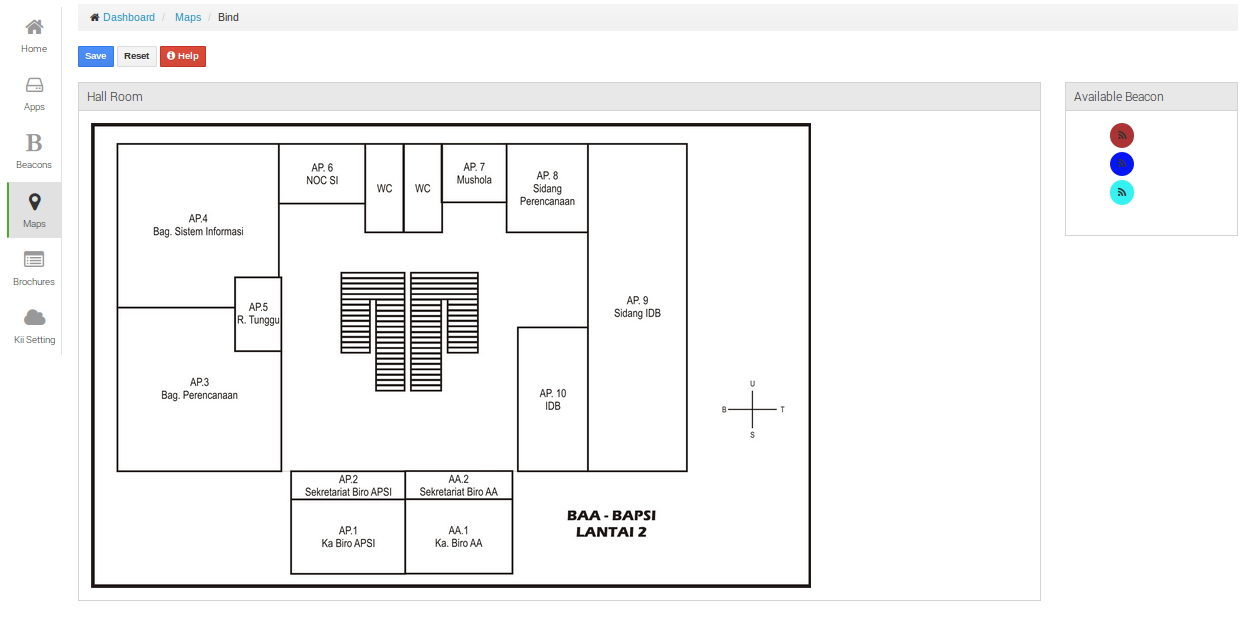 Dashboard / Maps / Bind
Save Reset Help
Home
Apps
B
Beacons
Maps
Brochures
Kii Setting
Hall Room
AP. 6
NOC SI
WC
WC
AP. 7
Mushola
AP. 8
Sidang
Perencanaan
AP.4
Bag. Sistem Informasi
AP.5
R. Tunggu
AP. 9
Sidang IDB
AP.3
Bag. Perencanaan
AP. 10
IDB
U
B T
S
AP.2
Sekretariat Biro APSI
AA.2
Sekretariat Biro AA
AP.1
Ka Biro APSI
AA.1
Ka. Biro AA
BAA - BAPSI
LANTAI 2
Available Beacon